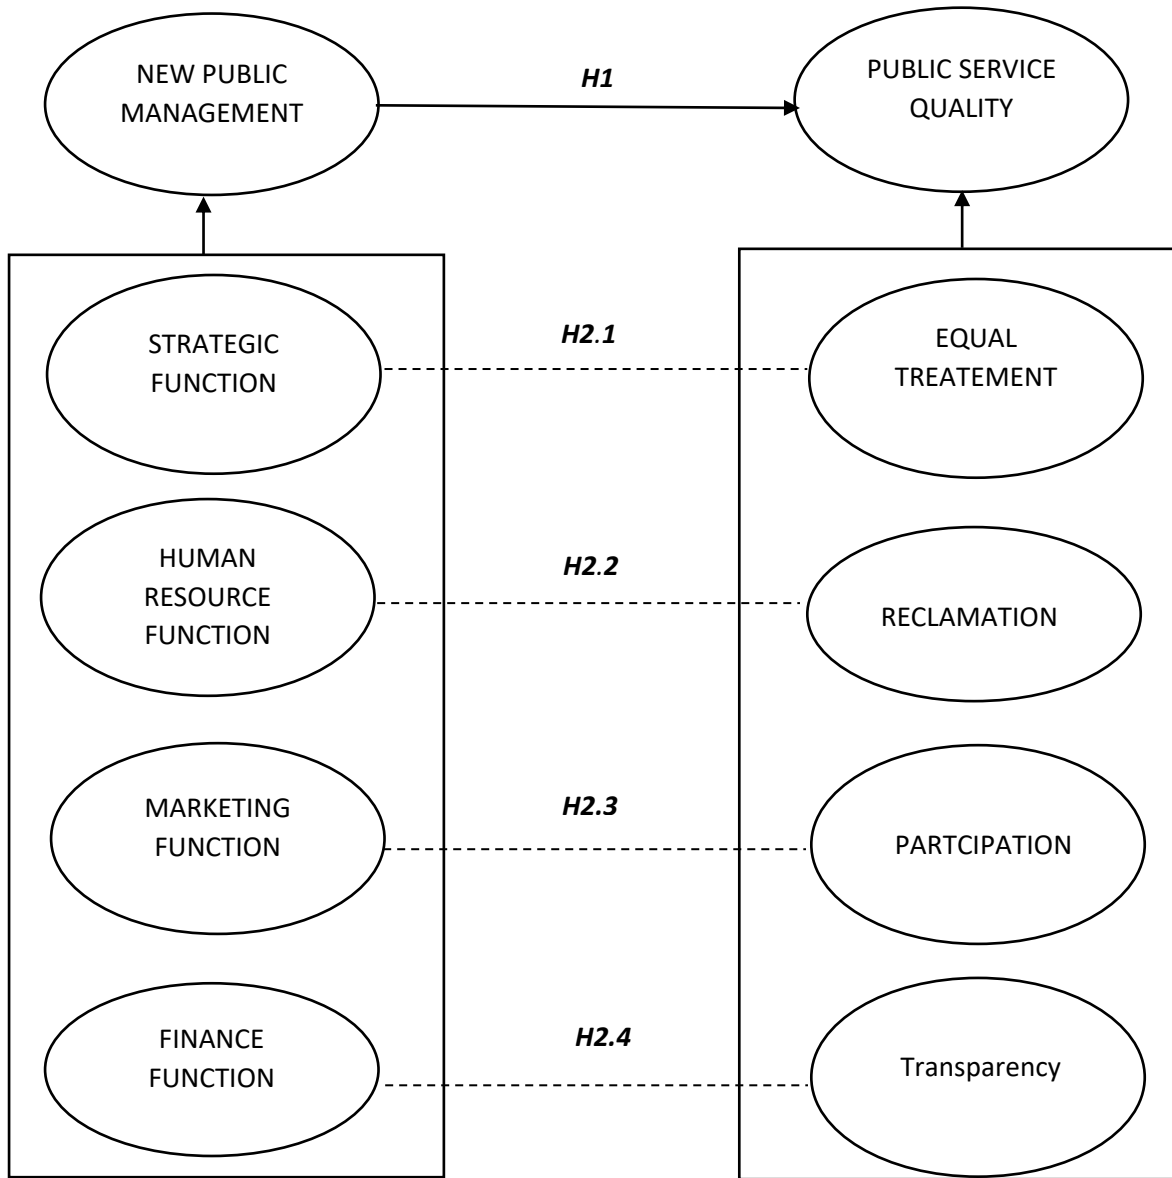 NEW PUBLIC
MANAGEMENT
H1
PUBLIC SERVICE
QUALITY
STRATEGIC
FUNCTION
H2.1
EQUAL
TREATEMENT
HUMAN
RESOURCE
FUNCTION
H2.2
RECLAMATION
MARKETING
FUNCTION
H2.3
PARTCIPATION
FINANCE
FUNCTION
H2.4
Transparency